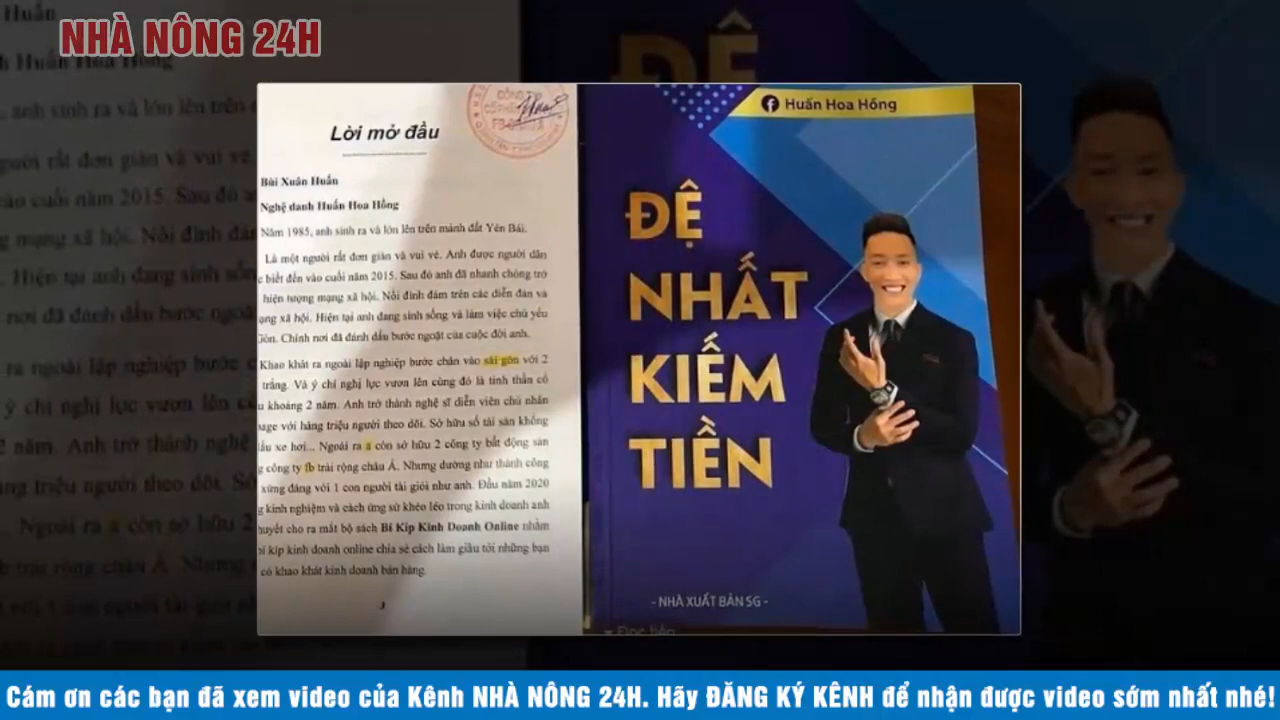 NHÀ NÔNG 24H
Lời mở đầu
Bùi Xuân Huấn
Nghệ danh Huấn Hoa Hồng
Năm 1985, anh sinh ra và lớn lên trên mảnh đất Yên Bái.
Là một người rất đơn giản và vui vẻ. Anh được người dân
biết đến vào cuối năm 2015. Sau đó anh đã nhanh chóng trở
hiện tượng mạng xã hội. Nổi đình đám trên các diễn đàn và
xã hội. Hiện tại anh đang sinh sống và làm việc chủ yếu
Chính nơi đã đánh dấu bước ngoặt của cuộc đời anh.
Khao khát ra ngoài lập nghiệp bước chân vào sài gòn với 2
trắng. Và ý chí nghị lực vươn lên cùng đó là tinh thần cố
khoảng 2 năm. Anh trở thành nghệ sĩ diễn viên chủ nhân
với hàng triệu người theo dõi. Sở hữu số tài sản khổng
xe hơi... Ngoài ra a còn sở hữu 2 công ty bất động sản
công ty fb trải rộng châu Á. Nhưng dường như thành công
xứng đáng với 1 con người tài giỏi như anh. Đầu năm 2020
kinh nghiệm và cách ứng sử khéo léo trong kinh doanh anh
cho ra mắt bộ sách Bí Kíp Kinh Doanh Online nhằm
kíp kinh doanh online chia sẻ cách làm giàu tới những bạn
có khao khát kinh doanh bán hàng.
Huấn Hoa Hồng
ĐỆ
NHẤT
KIẾM
TIỀN
- NHÀ XUẤT BẢN SG -
Cám ơn các bạn đã xem video của Kênh NHÀ NÔNG 24H. Hãy ĐĂNG KÝ KÊNH để nhận được video sớm nhất nhé!